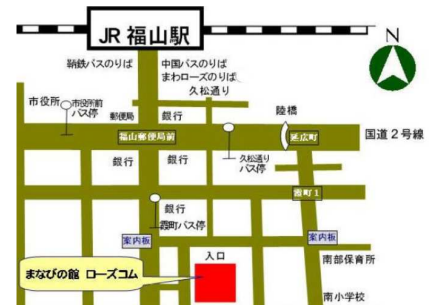 JR 福山駅
N
鞆鉄バスのりば
中国バスのりば
まわローズのりば
久松通り
市役所
市役所前
バス停
郵便局
銀行
陸橋
福山郵便局前
延広町
国道2号線
銀行
銀行
久松通り
バス停
霞町1
銀行
霞町バス停
案内板
案内板
入口
南部保育所
まなびの館 ローズコム
南小学校